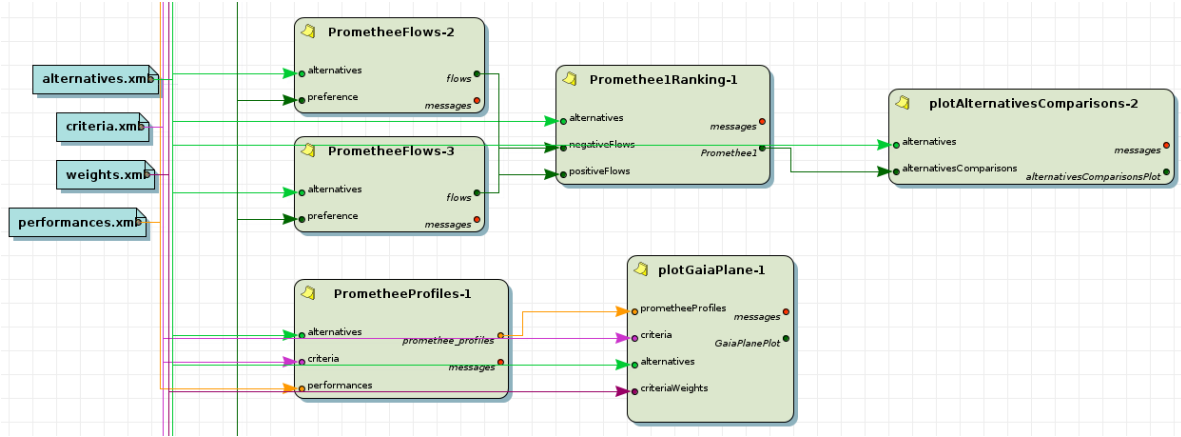 PrometheeFlows-2
alternatives
flows
preference
messages
alternatives.xml
criteria.xml
weights.xml
performances.xml
PrometheeFlows-3
alternatives
flows
preference
messages
Promethee1Ranking-1
alternatives
messages
negativeFlows
Promethee1
positiveFlows
plotAlternativesComparisons-2
alternatives
messages
alternativesComparisons
alternativesComparisonsPlot
PrometheeProfiles-1
alternatives
promethee_profiles
criteria
messages
performances
plotGaiaPlane-1
prometheeProfiles
messages
criteria
GaiaPlanePlot
alternatives
criteriaWeights